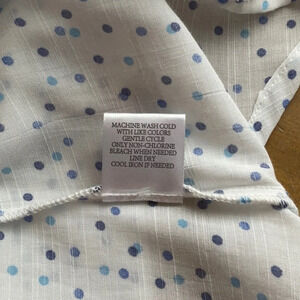 MACHINE WASH COLD
WITH LIKE COLORS
GENTLE CYCLE
ONLY NON-CHLORINE
BLEACH WHEN NEEDED
LINE DRY
COOL IRON IF NEEDED